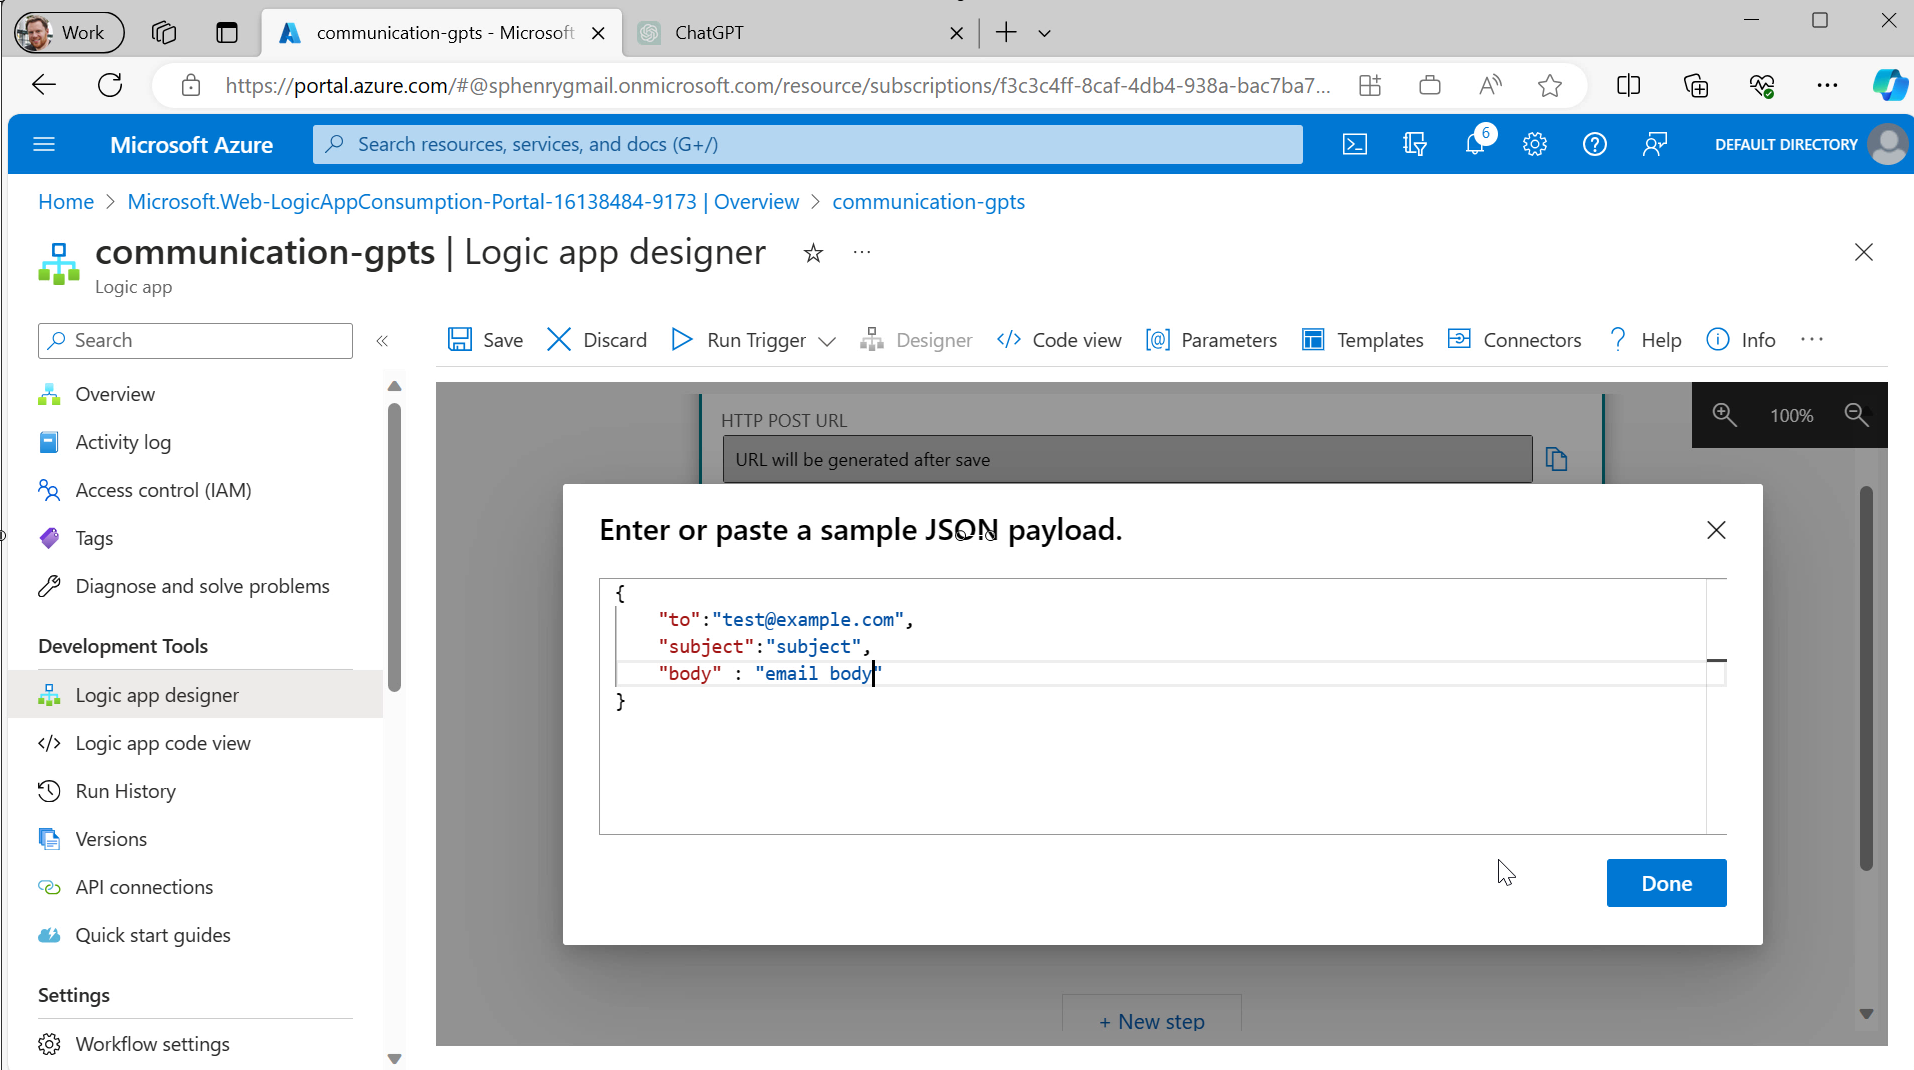 Work
communication-gpts - Microsoft
ChatGPT
https://portal.azure.com/#@sphenrygmail.onmicrosoft.com/resource/subscriptions/f3c3c4ff-8caf-4db4-938a-bac7ba7...
Microsoft Azure
Search resources, services, and docs (G+/)
6
DEFAULT DIRECTORY
Home > Microsoft.Web-LogicAppConsumption-Portal-16138484-9173 | Overview > communication-gpts
communication-gpts | Logic app designer
Logic app
Search
Save Discard Run Trigger Designer Code view Parameters Templates Connectors Help Info
Overview
Activity log
Access control (IAM)
Tags
Diagnose and solve problems
Development Tools
Logic app designer
Logic app code view
Run History
Versions
API connections
Quick start guides
Settings
Workflow settings
HTTP POST URL
URL will be generated after save
100%
Enter or paste a sample JSON payload.
{
"to":"test@example.com",
"subject":"subject",
"body" : "email body"
}
Done
+ New step